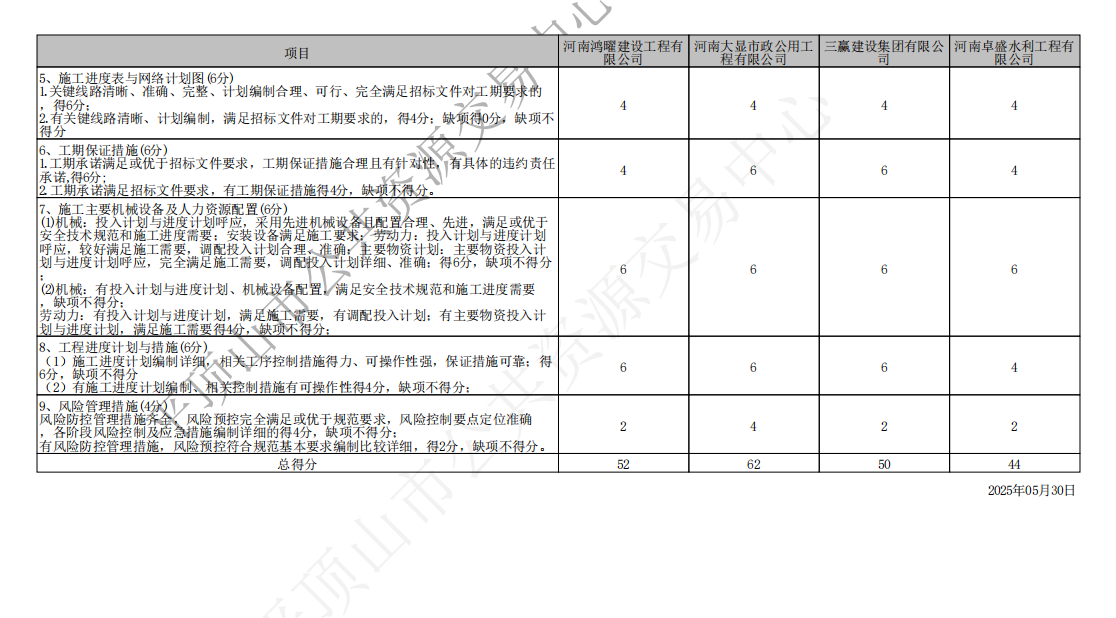 项目
河南鸿曜建设工程有
限公司
河南大显市政公用工
程有限公司
三赢建设集团有限公
司
河南卓盛水利工程有
限公司
5、施工进度表与网络计划图(6分)
1.关键线路清晰、准确、完整、计划编制合理、可行、完全满足招标文件对工期要求的
，得6分；
2.有关键线路清晰、计划编制，满足招标文件对工期要求的，得4分；缺项得0分。缺项不
得分
4
4
4
4
6、工期保证措施(6分)
1.工期承诺满足或优于招标文件要求，工期保证措施合理且有针对性，有具体的违约责任
承诺,得6分;
2.工期承诺满足招标文件要求，有工期保证措施得4分，缺项不得分。
4
6
6
4
7、施工主要机械设备及人力资源配置(6分)
(1)机械：投入计划与进度计划呼应，采用先进机械设备且配置合理、先进，满足或优于
安全技术规范和施工进度需要；安装设备满足施工要求；劳动力：投入计划与进度计划
呼应，较好满足施工需要，调配投入计划合理、准确；主要物资计划：主要物资投入计
划与进度计划呼应，完全满足施工需要，调配投入计划详细、准确；得6分，缺项不得分
；
(2)机械：有投入计划与进度计划、机械设备配置，满足安全技术规范和施工进度需要
，缺项不得分；
劳动力：有投入计划与进度计划，满足施工需要，有调配投入计划；有主要物资投入计
划与进度计划，满足施工需要得4分，缺项不得分；
6
6
6
6
8、工程进度计划与措施(6分)
（1）施工进度计划编制详细，相关工序控制措施得力、可操作性强，保证措施可靠；得
6分，缺项不得分
（2）有施工进度计划编制、相关控制措施有可操作性得4分，缺项不得分；
6
6
6
4
9、风险管理措施(4分)
风险防控管理措施齐全，风险预控完全满足或优于规范要求，风险控制要点定位准确
，各阶段风险控制及应急措施编制详细的得4分，缺项不得分；
有风险防控管理措施，风险预控符合规范基本要求编制比较详细，得2分，缺项不得分。
2
4
2
2
总得分
52
62
50
44
2025年05月30日
平顶山市公共资源交易中心
平顶山市公共资源交易中心